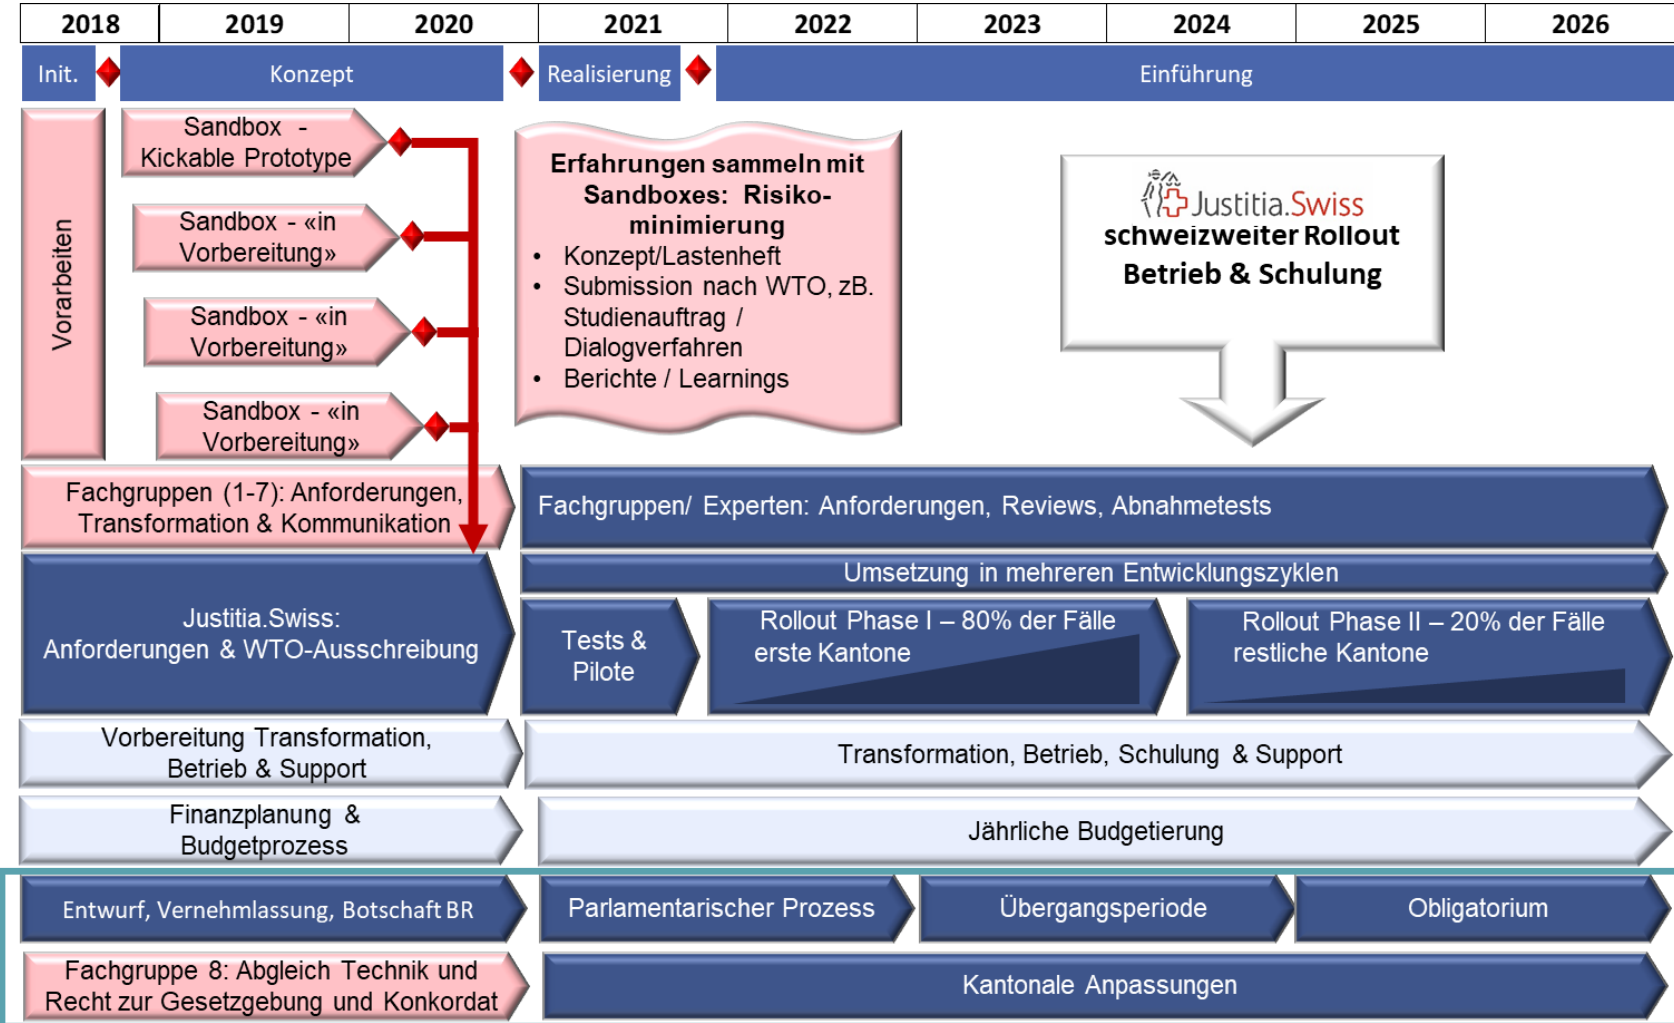 2018 2019 2020 2021 2022 2023 2024 2025 2026
Init. Konzept Realisierung Einführung
Vorarbeiten
Sandbox -
Kickable Prototype
Sandbox - «in
Vorbereitung»
Sandbox - «in
Vorbereitung»
Sandbox - «in
Vorbereitung»
Erfahrungen sammeln mit
Sandboxes: Risiko-
minimierung
• Konzept/Lastenheft
• Submission nach WTO, zB.
Studienauftrag /
Dialogverfahren
• Berichte / Learnings
Justitia.Swiss
schweizweiter Rollout
Betrieb & Schulung
Fachgruppen (1-7): Anforderungen,
Transformation & Kommunikation
Fachgruppen/ Experten: Anforderungen, Reviews, Abnahmetests
Umsetzung in mehreren Entwicklungszyklen
Justitia.Swiss:
Anforderungen & WTO-Ausschreibung
Tests &
Pilote
Rollout Phase I – 80% der Fälle
erste Kantone
Rollout Phase II – 20% der Fälle
restliche Kantone
Vorbereitung Transformation,
Betrieb & Support
Transformation, Betrieb, Schulung & Support
Finanzplanung &
Budgetprozess
Jährliche Budgetierung
Entwurf, Vernehmlassung, Botschaft BR
Parlamentarischer Prozess
Übergangsperiode
Obligatorium
Fachgruppe 8: Abgleich Technik und
Recht zur Gesetzgebung und Konkordat
Kantonale Anpassungen